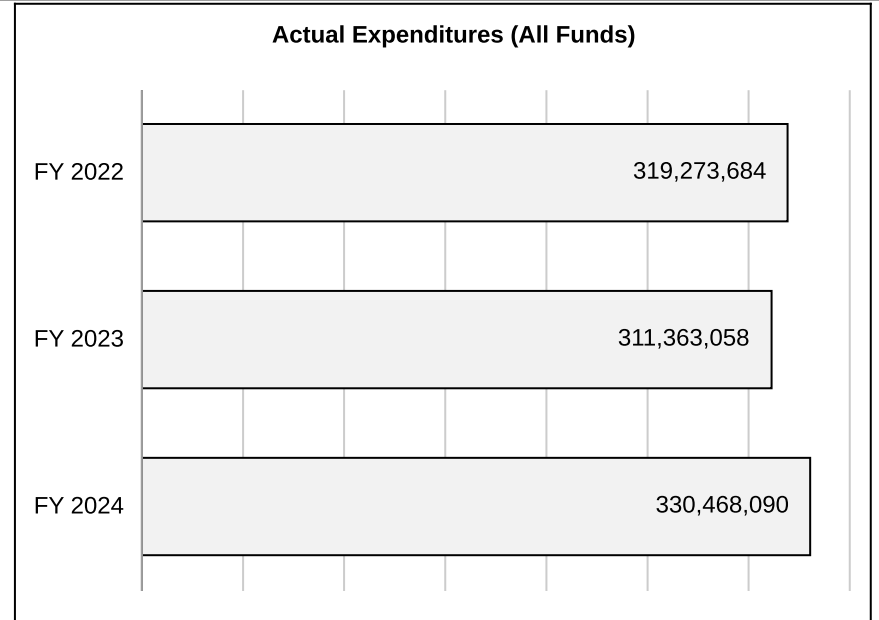 Actual Expenditures (All Funds)
FY 2022
319,273,684
FY 2023
311,363,058
FY 2024
330,468,090